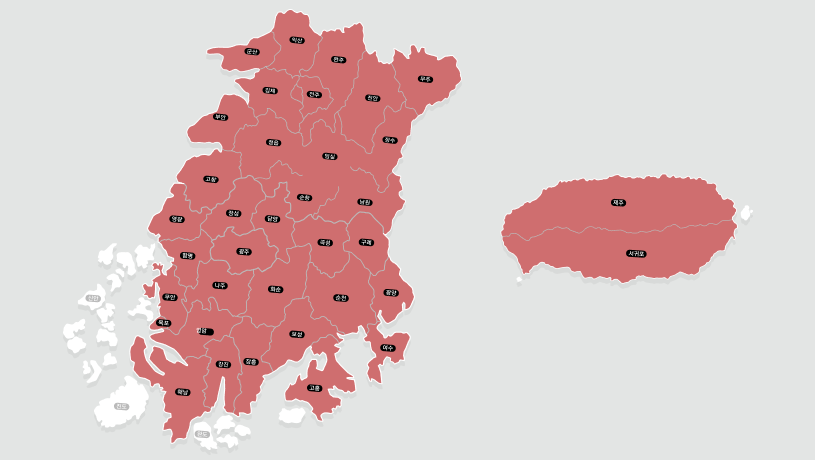 익산
군산
완주
무주
김제
전주
진안
부안
장수
정읍
임실
고창
순창
남원
제주
영광
장성
담양
곡성
구례
함평
광주
서귀포
나주
화순
광양
무안
신안
순천
목포
영암
보성
여수
강진
장흥
해남
고흥
진도
완도